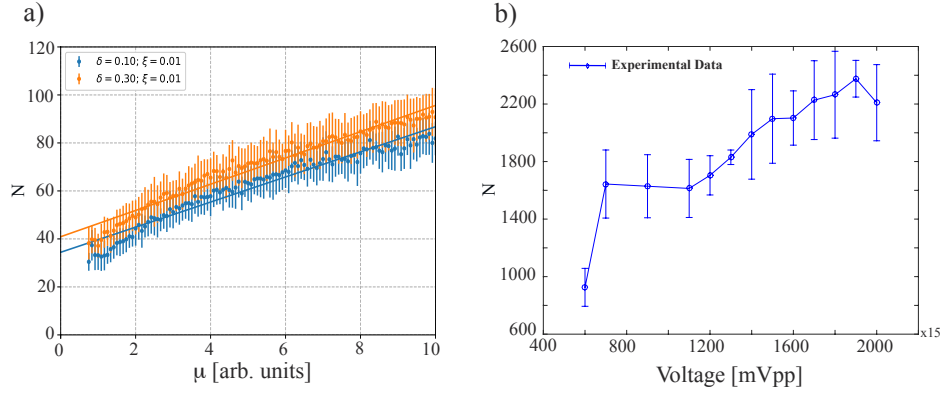 a)
120
100
80
60
40
20
0
N
δ = 0.10; ξ = 0.01
δ = 0.30; ξ = 0.01
0 2 4 6 8 10
μ [arb. units]
b)
2600
2200
1800
1400
1000
600
N
Experimental Data
400 800 1200 1600 2000
x15
Voltage [mVpp]